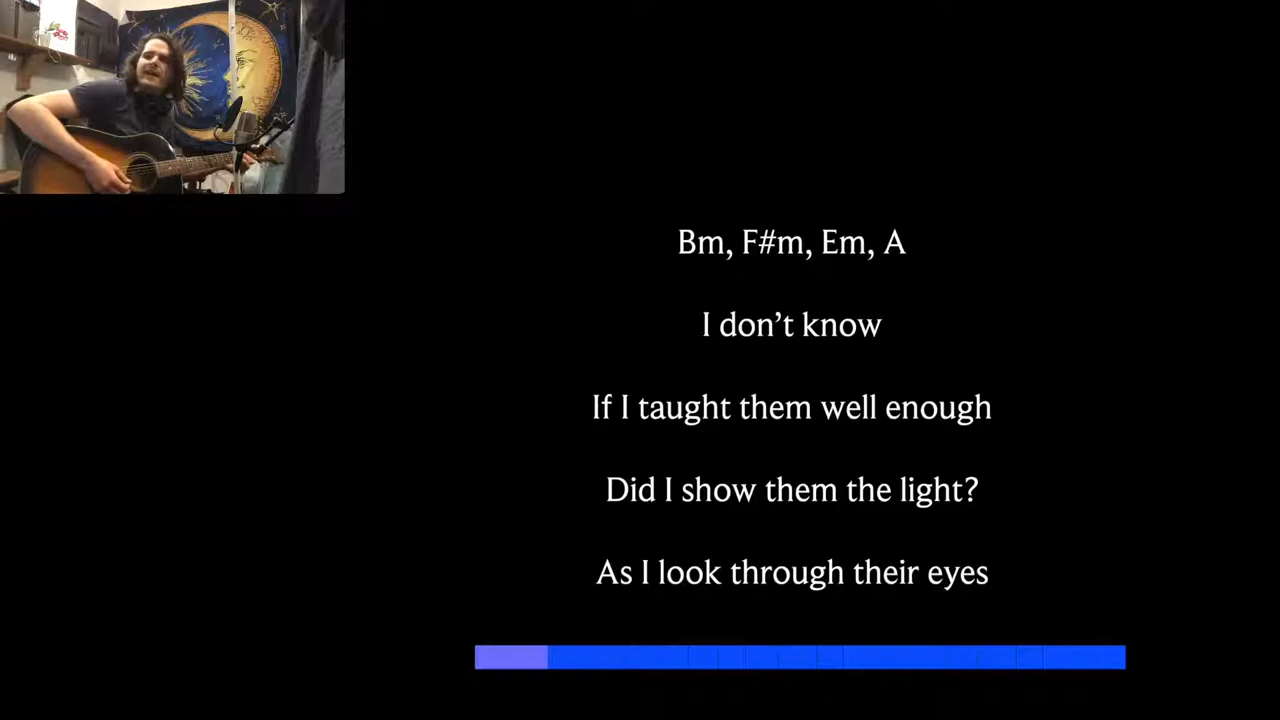 Bm, F#m, Em, A
I don’t know
If I taught them well enough
Did I show them the light?
As I look through their eyes